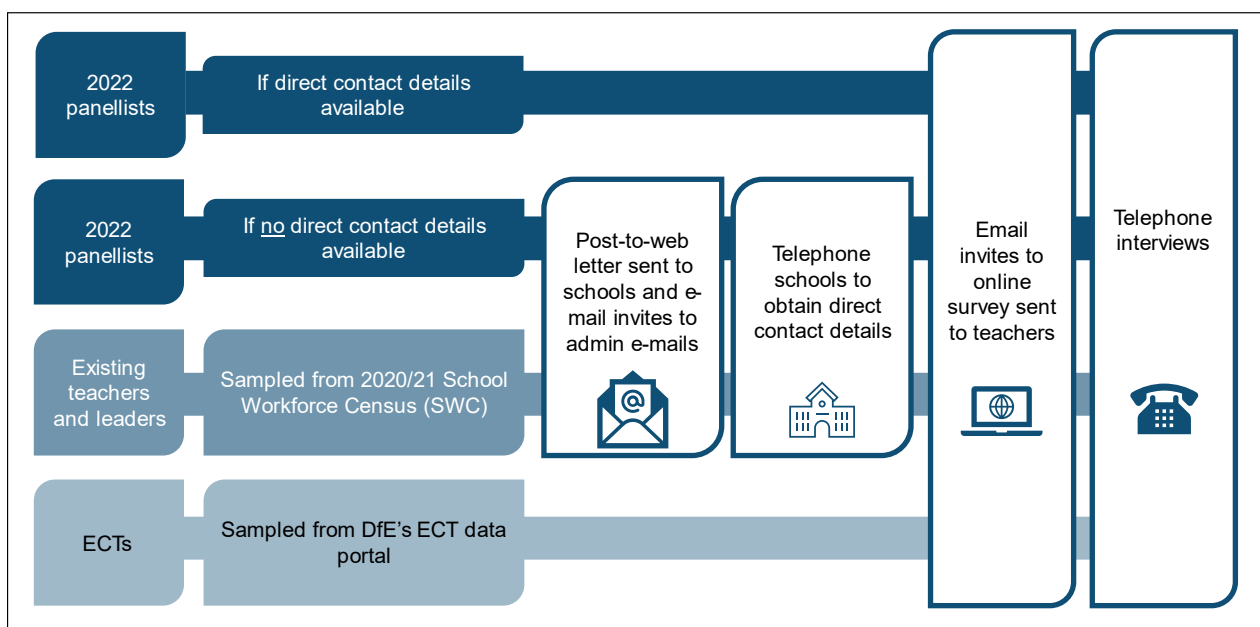 2022
panellists
If direct contact details
available
2022
panellists
If no direct contact details
available
Existing
teachers
and leaders
Sampled from 2020/21 School
Workforce Census (SWC)
ECTs
Sampled from DfE’s ECT data
portal
Post-to-web
letter sent to
schools and e-
mail invites to
admin e-mails
@
Telephone
schools to
obtain direct
contact details
Email
invites to
online
survey sent
to teachers
Telephone
interviews